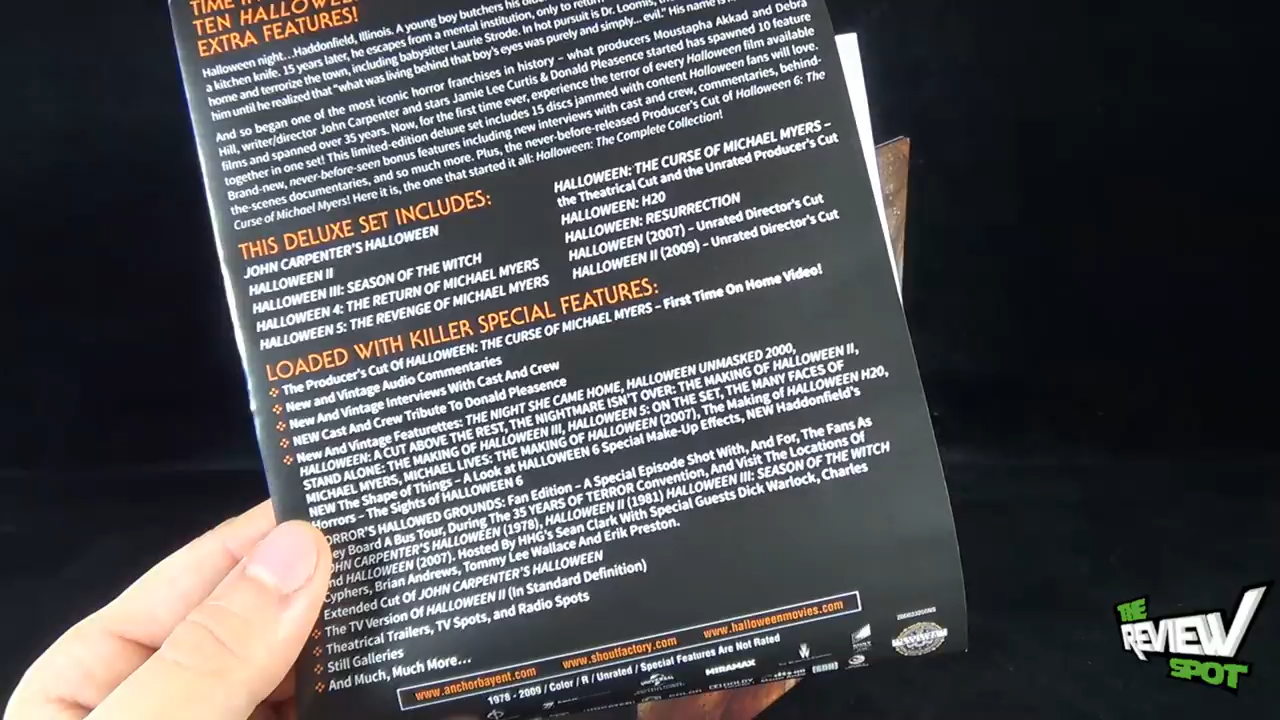 TEN HALLOWEEN
EXTRA FEATURES!
Halloween night…Haddonfield, Illinois. A young boy butchers his
a kitchen knife. 15 years later, he escapes from a mental institution, only to return
home and terrorize the town, including babysitter Laurie Strode. In hot pursuit is Dr. Loomis,
him until he realized that "what was living behind that boy's eyes was purely and simply... evil." His name is
And so began one of the most iconic horror franchises in history – what producers Moustapha Akkad and Debra
Hill, writer/director John Carpenter and stars Jamie Lee Curtis & Donald Pleasence started has spawned 10 feature
films and spanned over 35 years. Now, for the first time ever, experience the terror of every Halloween film available
together in one set! This limited-edition deluxe set includes 15 discs jammed with content Halloween fans will love.
Brand-new, never-before-seen bonus features including new interviews with cast and crew, commentaries, behind-
the-scenes documentaries, and so much more. Plus, the never-before-released Producer's Cut of Halloween 6: The
Curse of Michael Myers! Here it is, the one that started it all: Halloween: The Complete Collection!
THIS DELUXE SET INCLUDES:
JOHN CARPENTER'S HALLOWEEN
HALLOWEEN II
HALLOWEEN III: SEASON OF THE WITCH
HALLOWEEN 4: THE RETURN OF MICHAEL MYERS
HALLOWEEN 5: THE REVENGE OF MICHAEL MYERS
HALLOWEEN: THE CURSE OF MICHAEL MYERS –
the Theatrical Cut and the Unrated Producer's Cut
HALLOWEEN: H20
HALLOWEEN: RESURRECTION
HALLOWEEN (2007) – Unrated Director's Cut
HALLOWEEN II (2009) – Unrated Director's Cut
LOADED WITH KILLER SPECIAL FEATURES:
The Producer's Cut Of HALLOWEEN: THE CURSE OF MICHAEL MYERS – First Time On Home Video!
New and Vintage Audio Commentaries
New And Vintage Interviews With Cast And Crew
NEW Cast And Crew Tribute To Donald Pleasence
New And Vintage Featurettes: THE NIGHT SHE CAME HOME, HALLOWEEN UNMASKED 2000,
HALLOWEEN: A CUT ABOVE THE REST, THE NIGHTMARE ISN'T OVER: THE MAKING OF HALLOWEEN II,
STAND ALONE: THE MAKING OF HALLOWEEN III, HALLOWEEN 5: ON THE SET, THE MANY FACES OF
MICHAEL MYERS, MICHAEL LIVES: THE MAKING OF HALLOWEEN (2007), The Making of HALLOWEEN H20,
NEW The Shape of Things – A Look at HALLOWEEN 6 Special Make-Up Effects, NEW Haddonfield's
Horrors – The Sights of HALLOWEEN 6
ORROR'S HALLOWED GROUNDS: Fan Edition – A Special Episode Shot With, And For, The Fans As
ey Board A Bus Tour, During The 35 YEARS OF TERROR Convention, And Visit The Locations Of
OHN CARPENTER'S HALLOWEEN (1978), HALLOWEEN II (1981) HALLOWEEN III: SEASON OF THE WITCH
nd HALLOWEEN (2007). Hosted By HHG's Sean Clark With Special Guests Dick Warlock, Charles
Cyphers, Brian Andrews, Tommy Lee Wallace And Erik Preston.
Extended Cut Of JOHN CARPENTER'S HALLOWEEN
The TV Version Of HALLOWEEN II (In Standard Definition)
Theatrical Trailers, TV Spots, and Radio Spots
Still Galleries
And Much, Much More...
www.anchorbayent.com www.shoutfactory.com www.halloweenmovies.com
1978 - 2009 / Color / R / Unrated / Special Features Are Not Rated
UNIVERSAL MIRAMAX
THE
REVIEW
SPOT